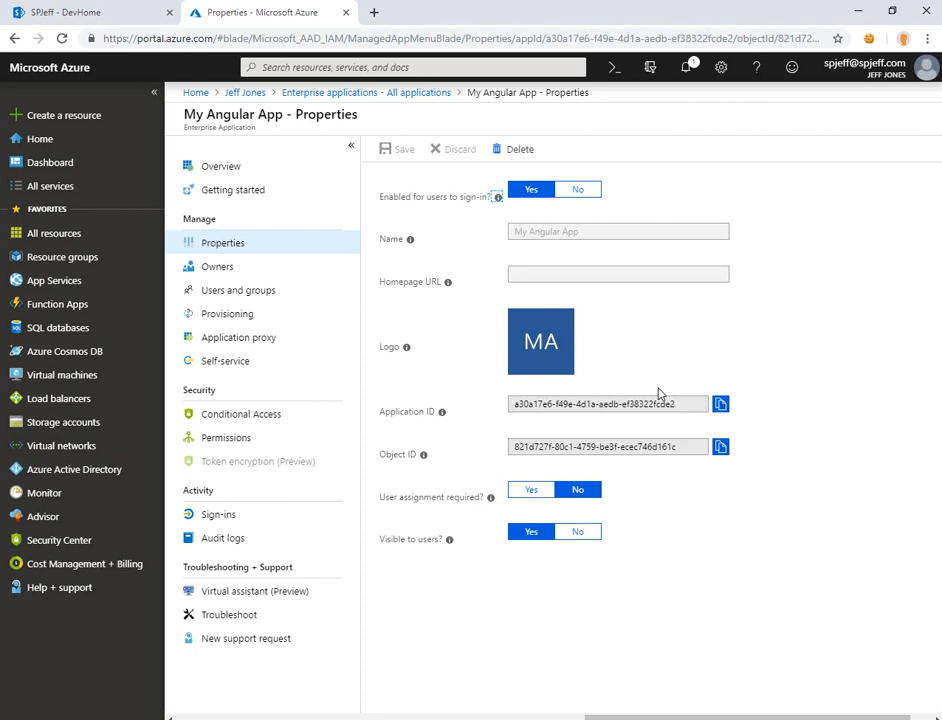 SPJeff - DevHome
Properties - Microsoft Azure
https://portal.azure.com/#blade/Microsoft_AAD_IAM/ManagedAppMenuBlade/Properties/appId/a30a17e6-f49e-4d1a-aedb-ef38322fcde2/objectId/821d72...
Microsoft Azure
Search resources, services, and docs
1
spjeff@spjeff.com
JEFF JONES
Create a resource
Home
Dashboard
All services
FAVORITES
All resources
Resource groups
App Services
Function Apps
SQL databases
Azure Cosmos DB
Virtual machines
Load balancers
Storage accounts
Virtual networks
Azure Active Directory
Monitor
Advisor
Security Center
Cost Management + Billing
Help + support
Home > Jeff Jones > Enterprise applications - All applications > My Angular App - Properties
My Angular App - Properties
Enterprise Application
Overview
Getting started
Manage
Properties
Owners
Users and groups
Provisioning
Application proxy
Self-service
Security
Conditional Access
Permissions
Token encryption (Preview)
Activity
Sign-ins
Audit logs
Troubleshooting + Support
Virtual assistant (Preview)
Troubleshoot
New support request
Save Discard Delete
Enabled for users to sign-in? Yes No
Name My Angular App
Homepage URL
Logo MA
Application ID a30a17e6-f49e-4d1a-aedb-ef38322fcde2
Object ID 821d727f-80c1-4759-be3f-ecec746d161c
User assignment required? Yes No
Visible to users? Yes No